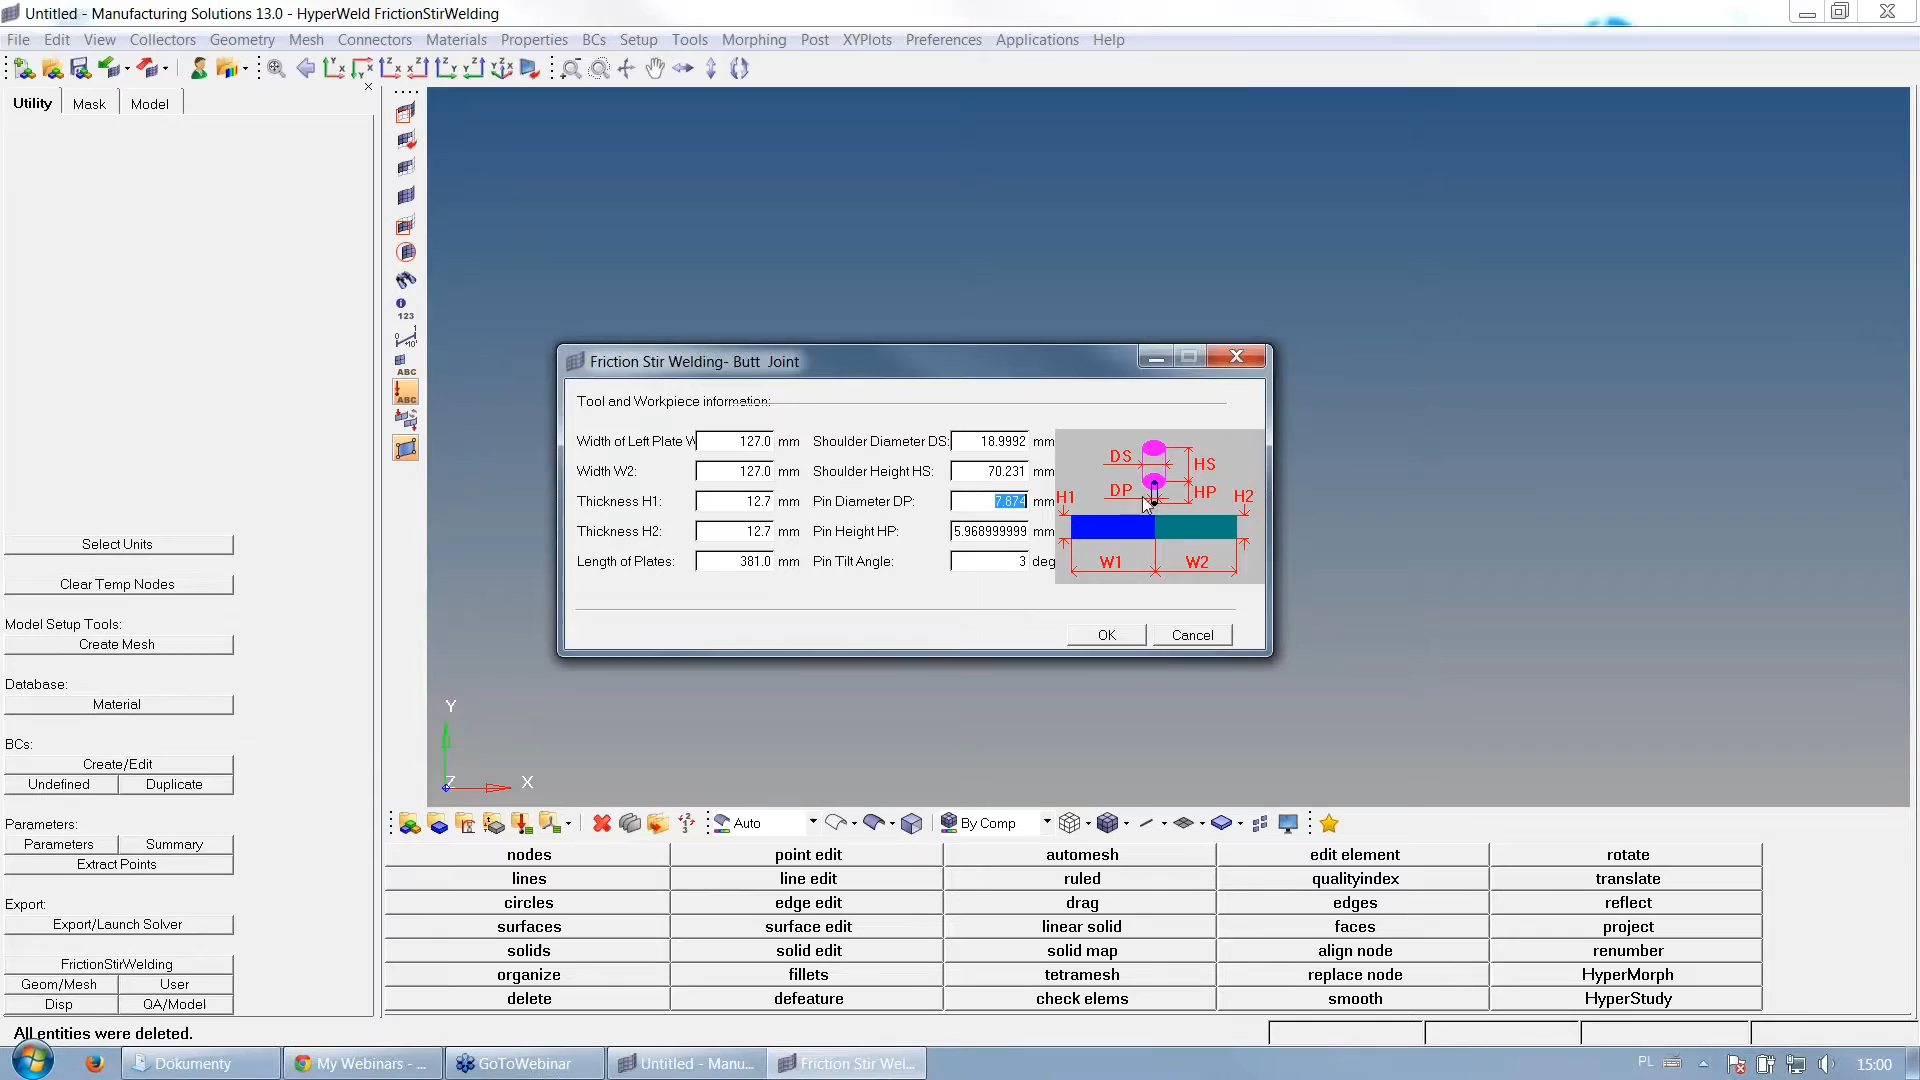 Untitled - Manufacturing Solutions 13.0 - HyperWeld FrictionStirWelding
File Edit View Collectors Geometry Mesh Connectors Materials Properties BCs Setup Tools Morphing Post XYPlots Preferences Applications Help
Utility Mask Model
Select Units
Clear Temp Nodes
Model Setup Tools:
Create Mesh
Database:
Material
BCs:
Create/Edit
Undefined Duplicate
Parameters:
Parameters Summary
Extract Points
Export:
Export/Launch Solver
FrictionStirWelding
Geom/Mesh User
Disp QA/Model
123
ABC
ABC
Friction Stir Welding- Butt Joint
Tool and Workpiece information:
Width of Left Plate W 127.0 mm Shoulder Diameter DS: 18.9992 mm
Width W2: 127.0 mm Shoulder Height HS: 70.231 mm
Thickness H1: 12.7 mm Pin Diameter DP: 7.874 mm
Thickness H2: 12.7 mm Pin Height HP: 5.968999999 mm
Length of Plates: 381.0 mm Pin Tilt Angle: 3 deg
DS HS
DP HP
H1 H2
W1 W2
OK Cancel
Y
Z X
Auto By Comp
nodes point edit automesh edit element rotate
lines line edit ruled qualityindex translate
circles edge edit drag edges reflect
surfaces surface edit linear solid faces project
solids solid edit solid map align node renumber
organize fillets tetramesh replace node HyperMorph
delete defeature check elems smooth HyperStudy
All entities were deleted.
Dokumenty My Webinars - ... GoToWebinar Untitled - Manu... Friction Stir Wel... PL 15:00